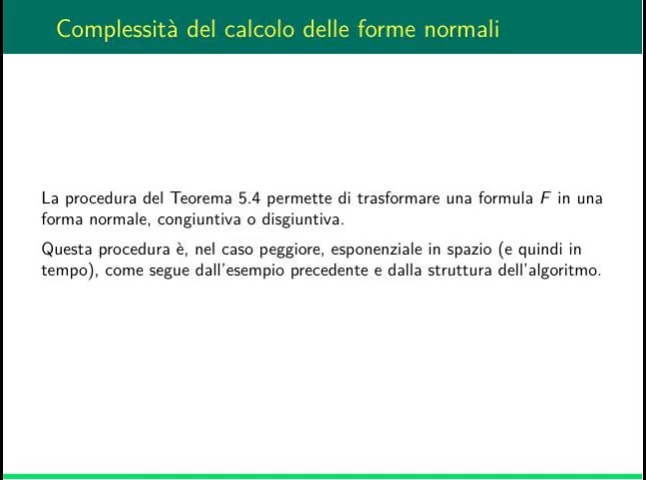 Complessità del calcolo delle forme normali
La procedura del Teorema 5.4 permette di trasformare una formula F in una
forma normale, congiuntiva o disgiuntiva.
Questa procedura è, nel caso peggiore, esponenziale in spazio (e quindi in
tempo), come segue dall'esempio precedente e dalla struttura dell'algoritmo.